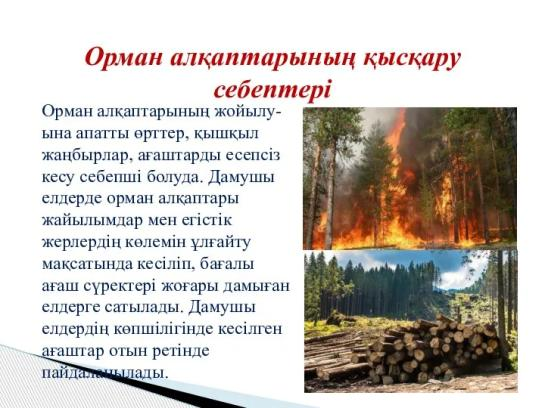 Орман алқаптарының қысқару
себептері
Орман алқаптарының жойылу-
ына апатты өрттер, қышқыл
жаңбырлар, ағаштарды есепсіз
кесу себепші болуда. Дамушы
елдерде орман алқаптары
жайылымдар мен егістік
жерлердің көлемін ұлғайту
мақсатында кесіліп, бағалы
ағаш сүректері жоғары дамыған
елдерге сатылады. Дамушы
елдердің көпшілігінде кесілген
ағаштар отын ретінде
пайдаланылады.